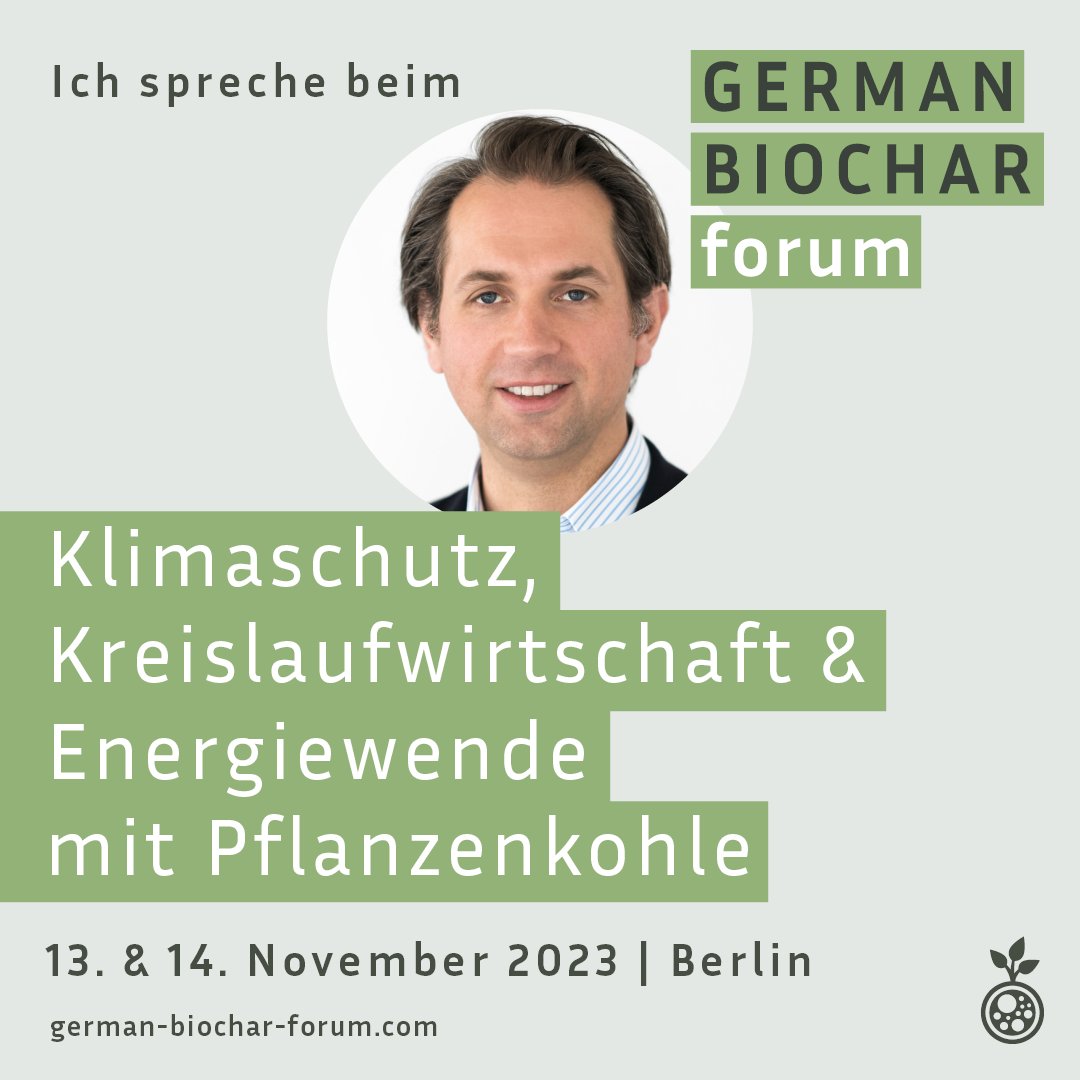 Ich spreche beim
GERMAN
BIOCHAR
forum
Klimaschutz,
Kreislaufwirtschaft &
Energiewende
mit Pflanzenkohle
13. & 14. November 2023 | Berlin
german-biochar-forum.com